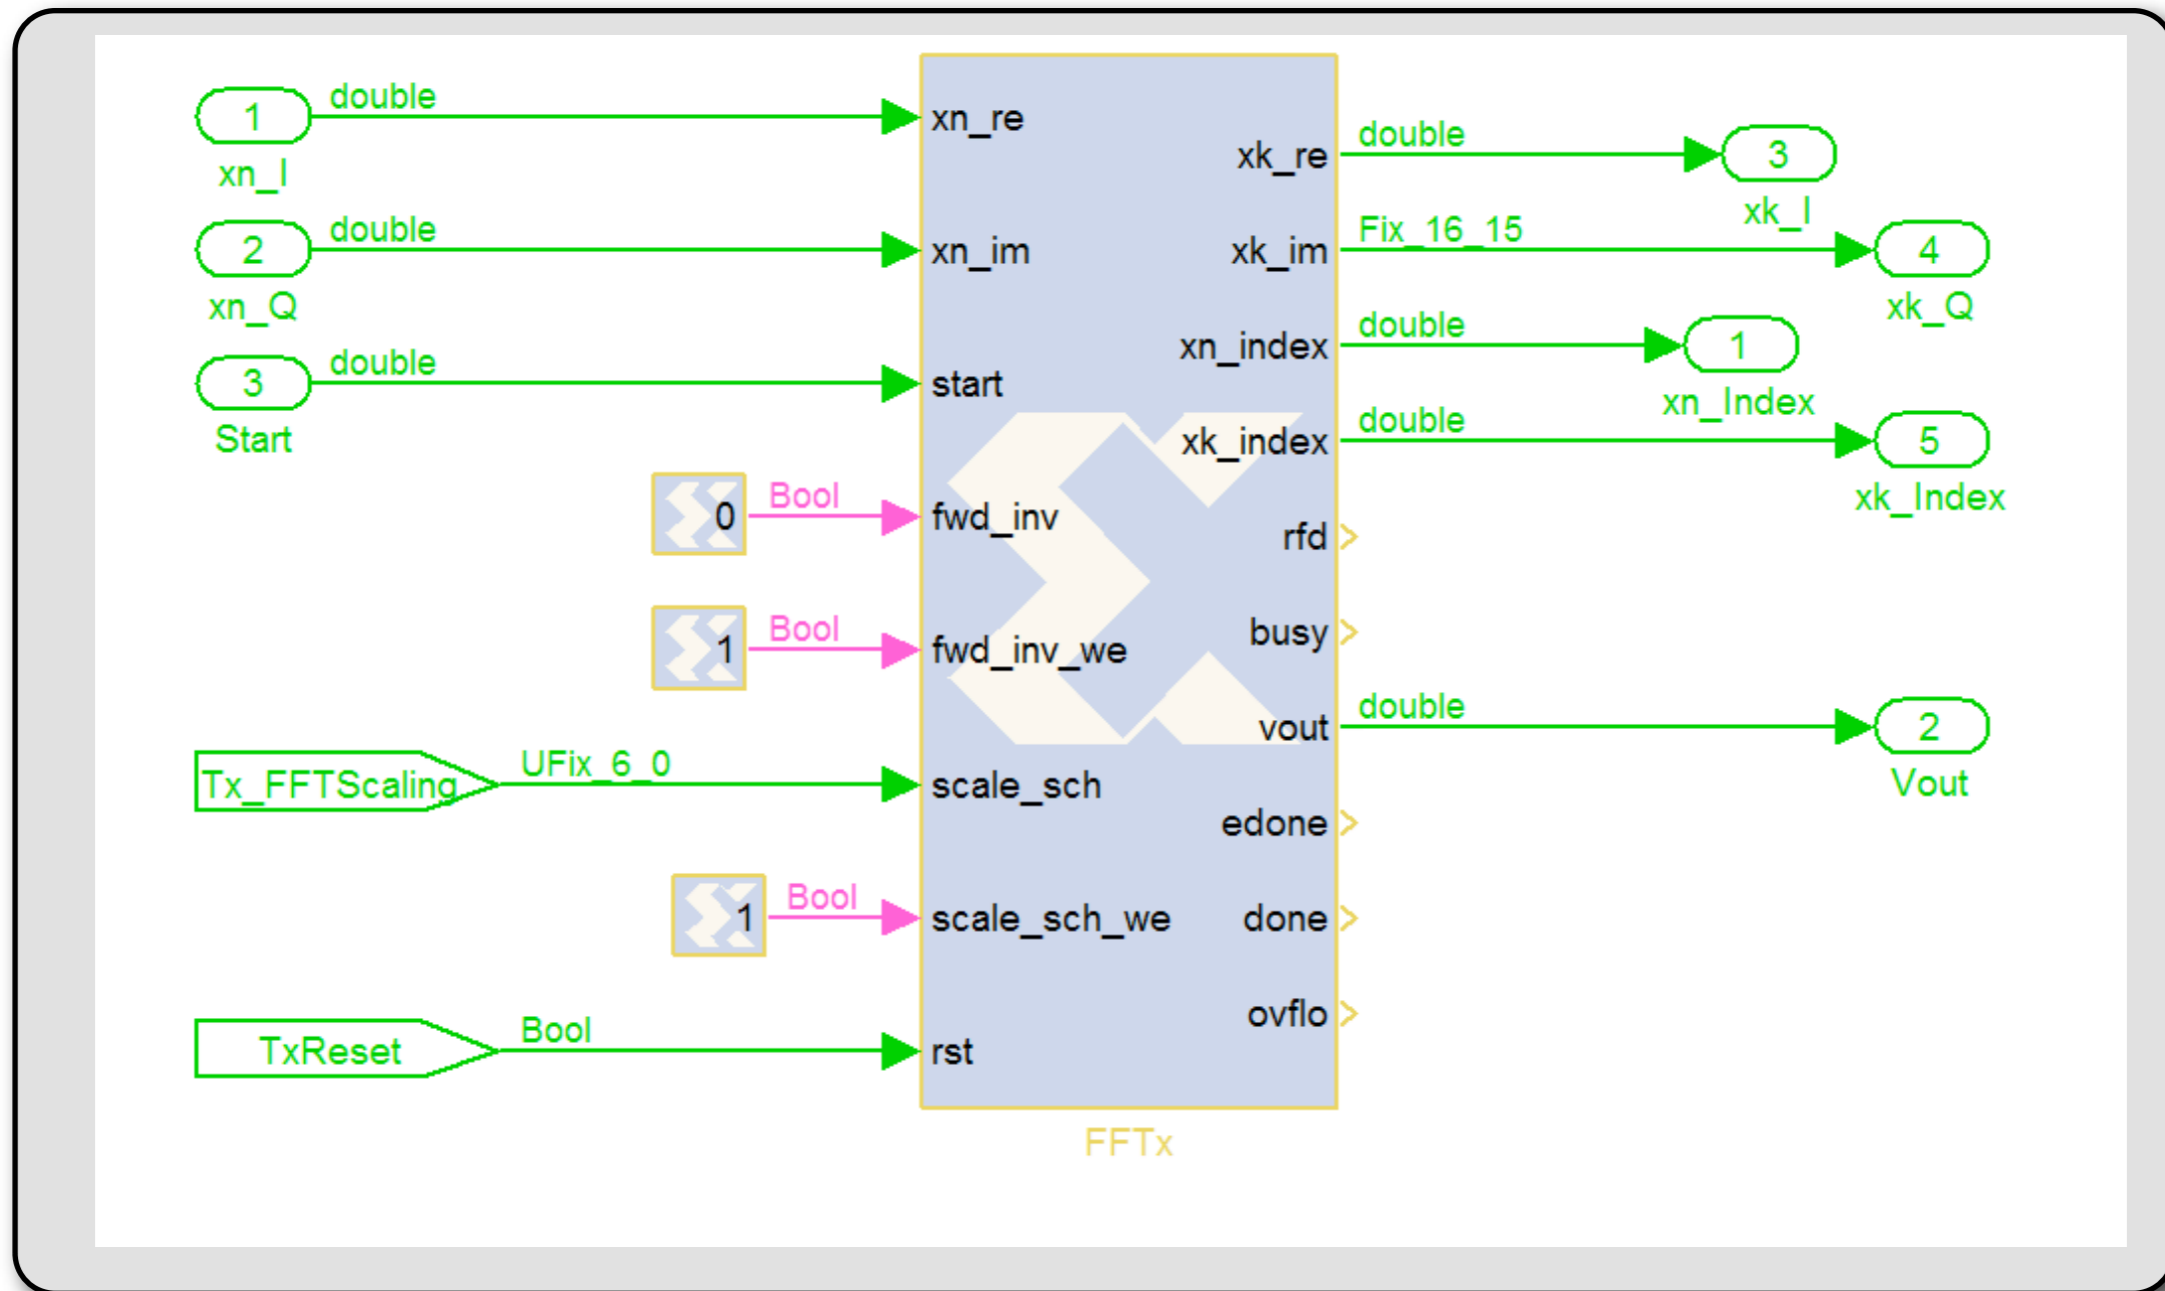 1
double
xn_I
2
double
xn_Q
3
double
Start
0
Bool
1
Bool
Tx_FFTScaling
UFix_6_0
1
Bool
TxReset
Bool
xn_re
xn_im
start
fwd_inv
fwd_inv_we
scale_sch
scale_sch_we
rst
xk_re
xk_im
xn_index
xk_index
rfd
busy
vout
edone
done
ovflo
FFTx
double
3
xk_I
Fix_16_15
4
xk_Q
double
1
xn_Index
double
5
xk_Index
double
2
Vout